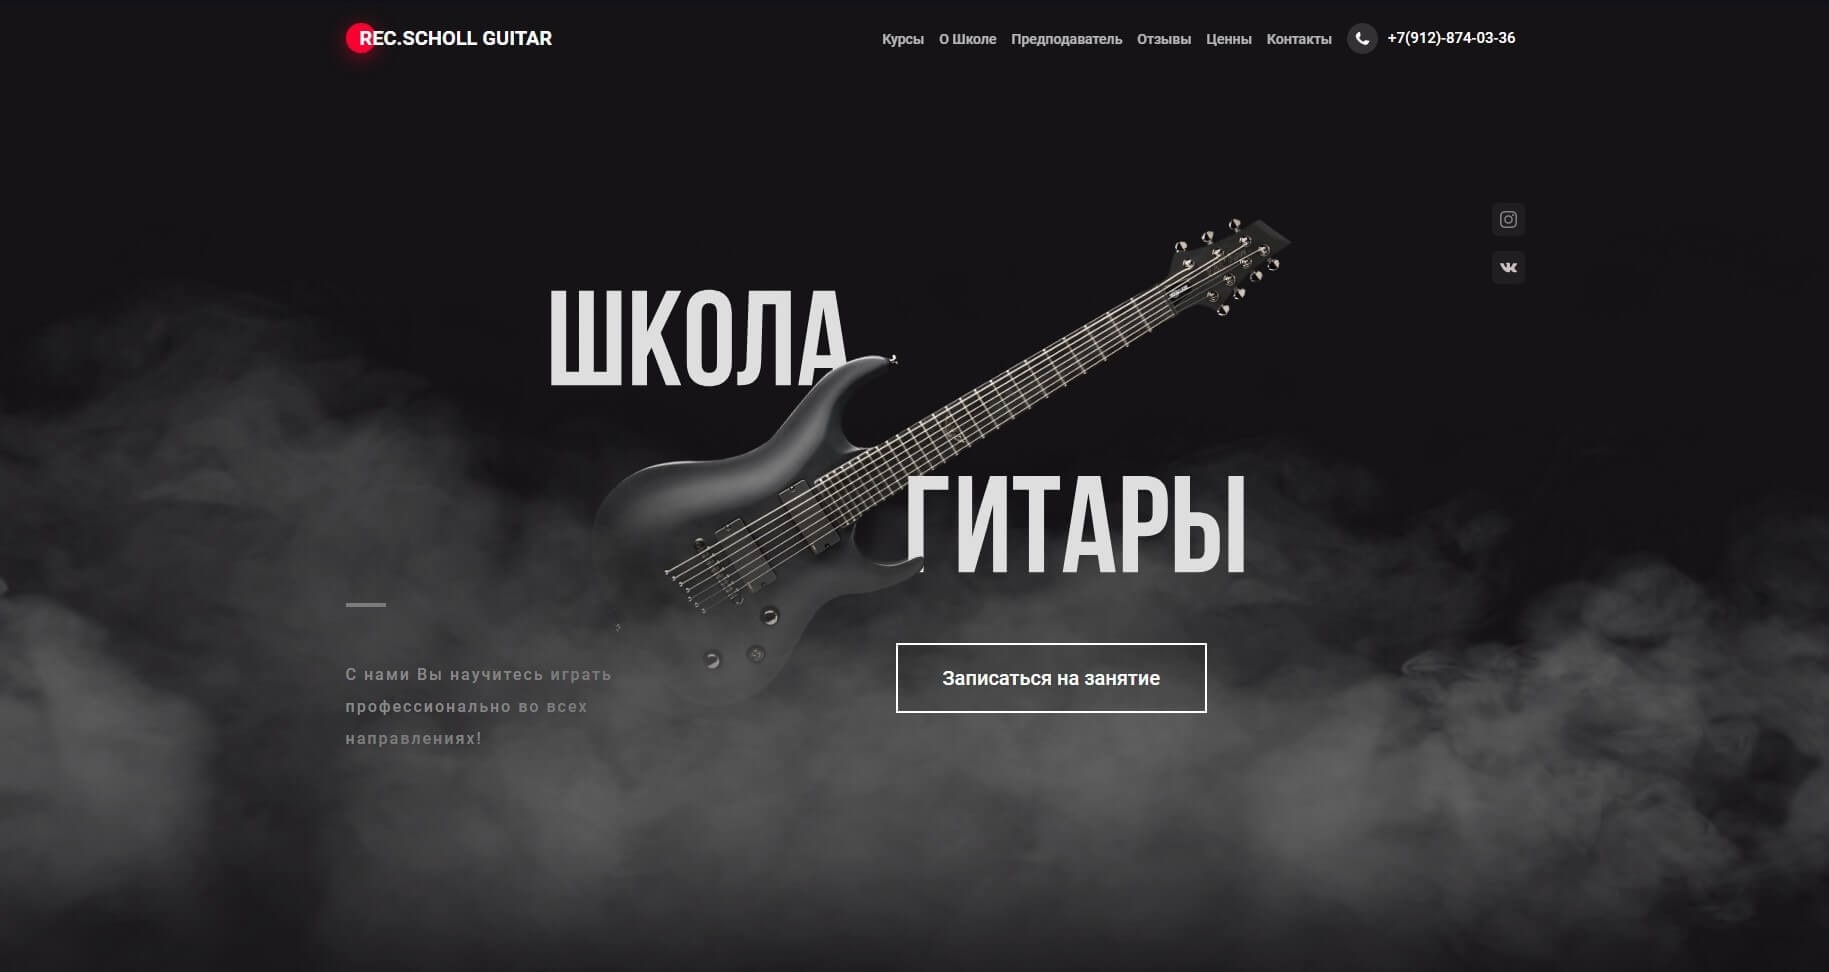 REC.SCHOLL GUITAR
Курсы О Школе Предподаватель Отзывы Ценны Контакты +7(912)-874-03-36
ШКОЛА
ГИТАРЫ
С нами Вы научитесь играть
профессионально во всех
направлениях!
Записаться на занятие